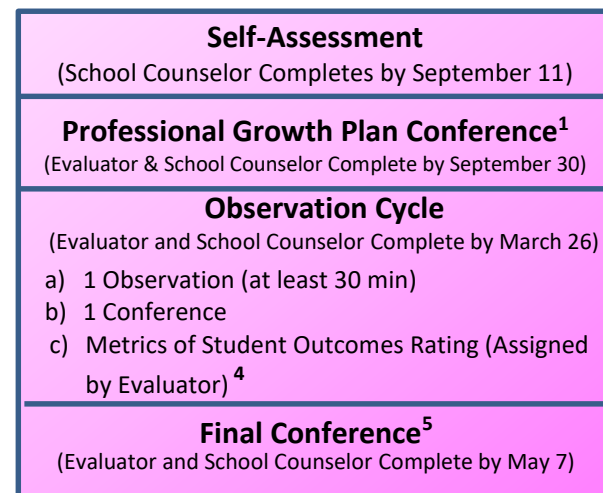 Self-Assessment
(School Counselor Completes by September 11)
Professional Growth Plan Conference1
(Evaluator & School Counselor Complete by September 30)
Observation Cycle
(Evaluator and School Counselor Complete by March 26)
a) 1 Observation (at least 30 min)
b) 1 Conference
c) Metrics of Student Outcomes Rating (Assigned
by Evaluator) 4
Final Conference5
(Evaluator and School Counselor Complete by May 7)